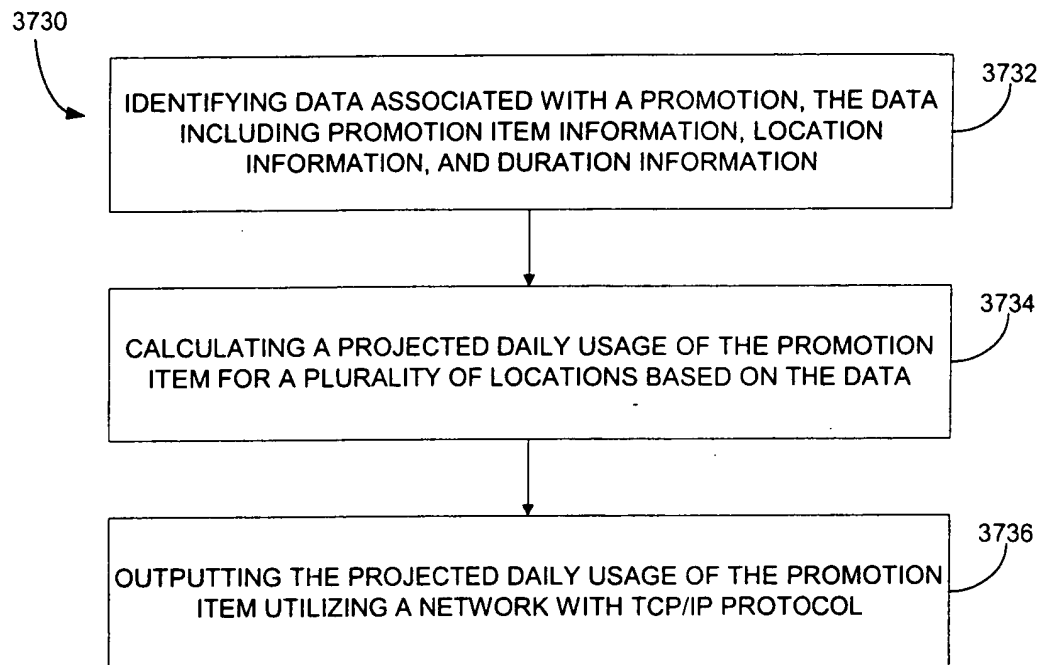 3730
3732
IDENTIFYING DATA ASSOCIATED WITH A PROMOTION, THE DATA
INCLUDING PROMOTION ITEM INFORMATION, LOCATION
INFORMATION, AND DURATION INFORMATION
3734
CALCULATING A PROJECTED DAILY USAGE OF THE PROMOTION
ITEM FOR A PLURALITY OF LOCATIONS BASED ON THE DATA
3736
OUTPUTTING THE PROJECTED DAILY USAGE OF THE PROMOTION
ITEM UTILIZING A NETWORK WITH TCP/IP PROTOCOL